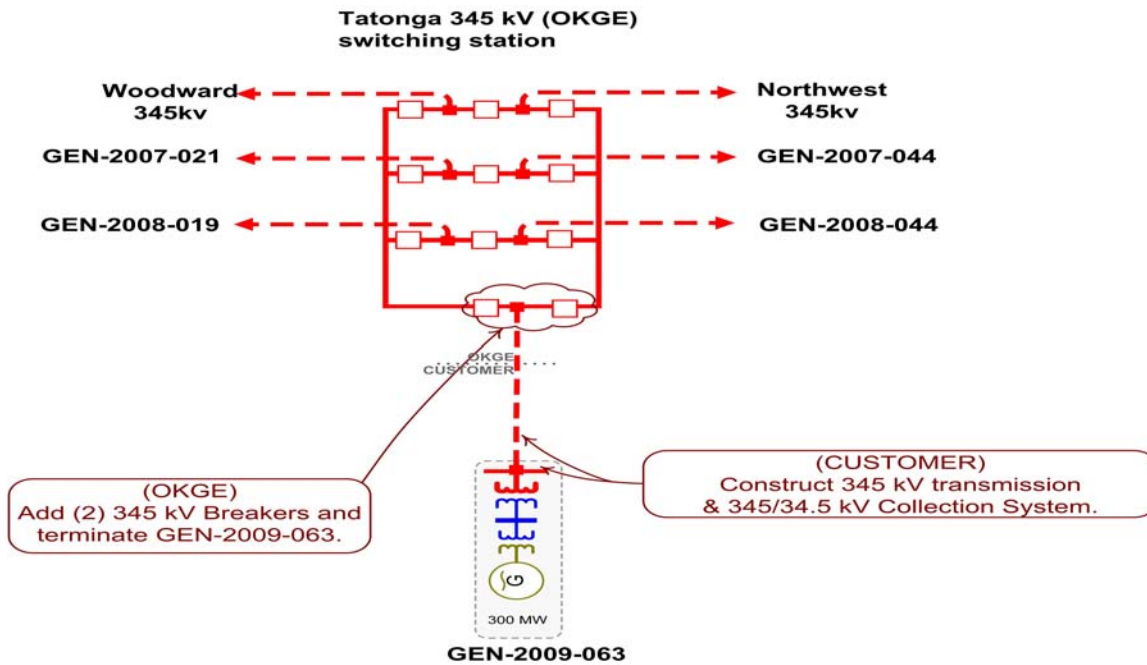 Tatonga 345 kV (OKGE)
switching station
Woodward
345kv
Northwest
345kv
GEN-2007-021
GEN-2007-044
GEN-2008-019
GEN-2008-044
OKGE
CUSTOMER
(OKGE)
Add (2) 345 kV Breakers and
terminate GEN-2009-063.
(CUSTOMER)
Construct 345 kV transmission
& 345/34.5 kV Collection System.
G
300 MW
GEN-2009-063